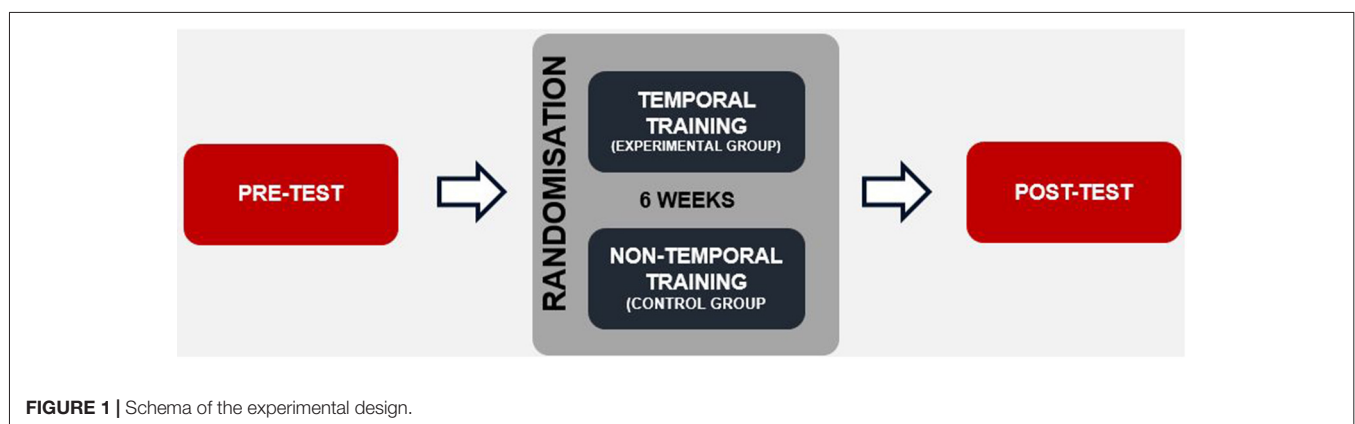 PRE-TEST
RANDOMISATION
TEMPORAL
TRAINING
(EXPERIMENTAL GROUP)
6 WEEKS
NON-TEMPORAL
TRAINING
(CONTROL GROUP
POST-TEST
FIGURE 1 | Schema of the experimental design.